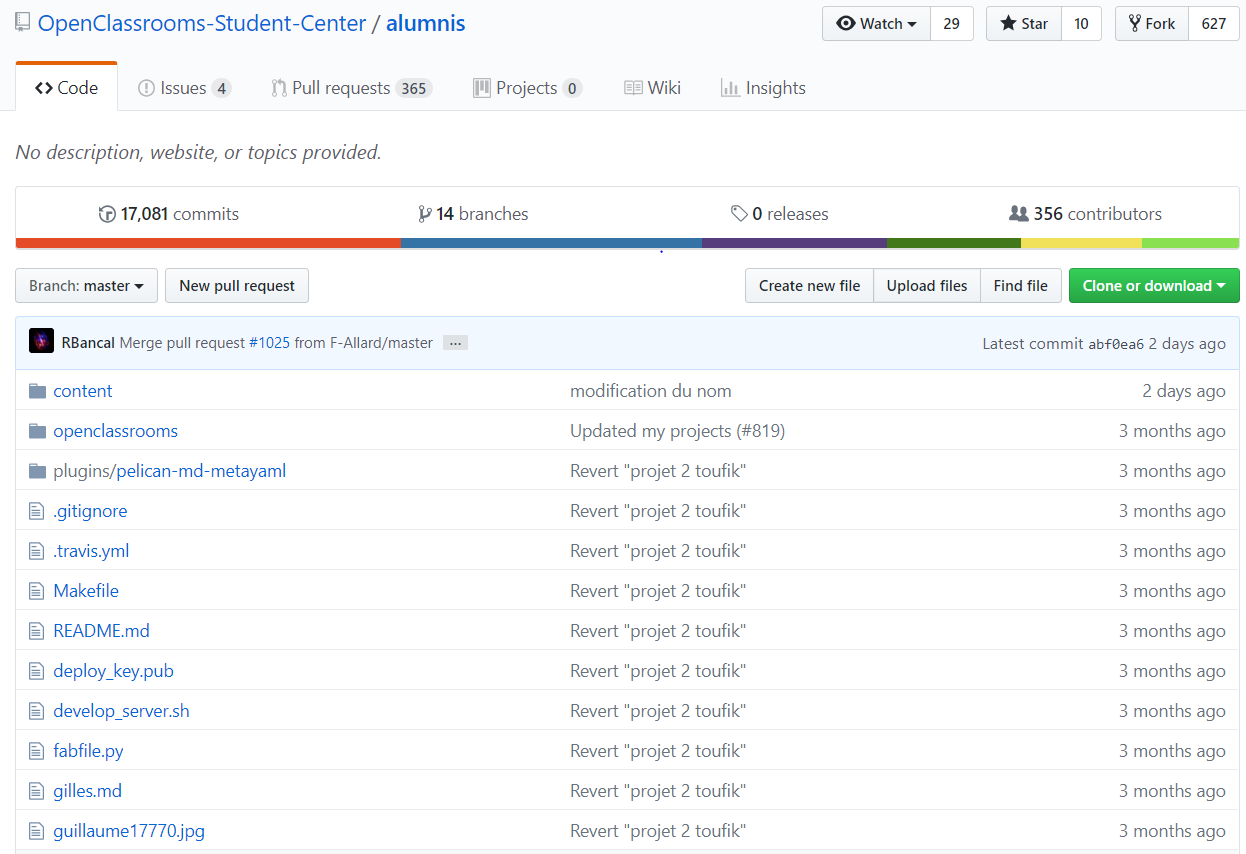 OpenClassrooms-Student-Center / alumnis Watch 29 Star 10 Fork 627
Code Issues 4 Pull requests 365 Projects 0 Wiki Insights
No description, website, or topics provided.
17,081 commits 14 branches 0 releases 356 contributors
Branch: master New pull request Create new file Upload files Find file Clone or download
RBancal Merge pull request #1025 from F-Allard/master ... Latest commit abf0ea6 2 days ago
content modification du nom 2 days ago
openclassrooms Updated my projects (#819) 3 months ago
plugins/pelican-md-metayaml Revert "projet 2 toufik" 3 months ago
.gitignore Revert "projet 2 toufik" 3 months ago
.travis.yml Revert "projet 2 toufik" 3 months ago
Makefile Revert "projet 2 toufik" 3 months ago
README.md Revert "projet 2 toufik" 3 months ago
deploy_key.pub Revert "projet 2 toufik" 3 months ago
develop_server.sh Revert "projet 2 toufik" 3 months ago
fabfile.py Revert "projet 2 toufik" 3 months ago
gilles.md Revert "projet 2 toufik" 3 months ago
guillaume17770.jpg Revert "projet 2 toufik" 3 months ago